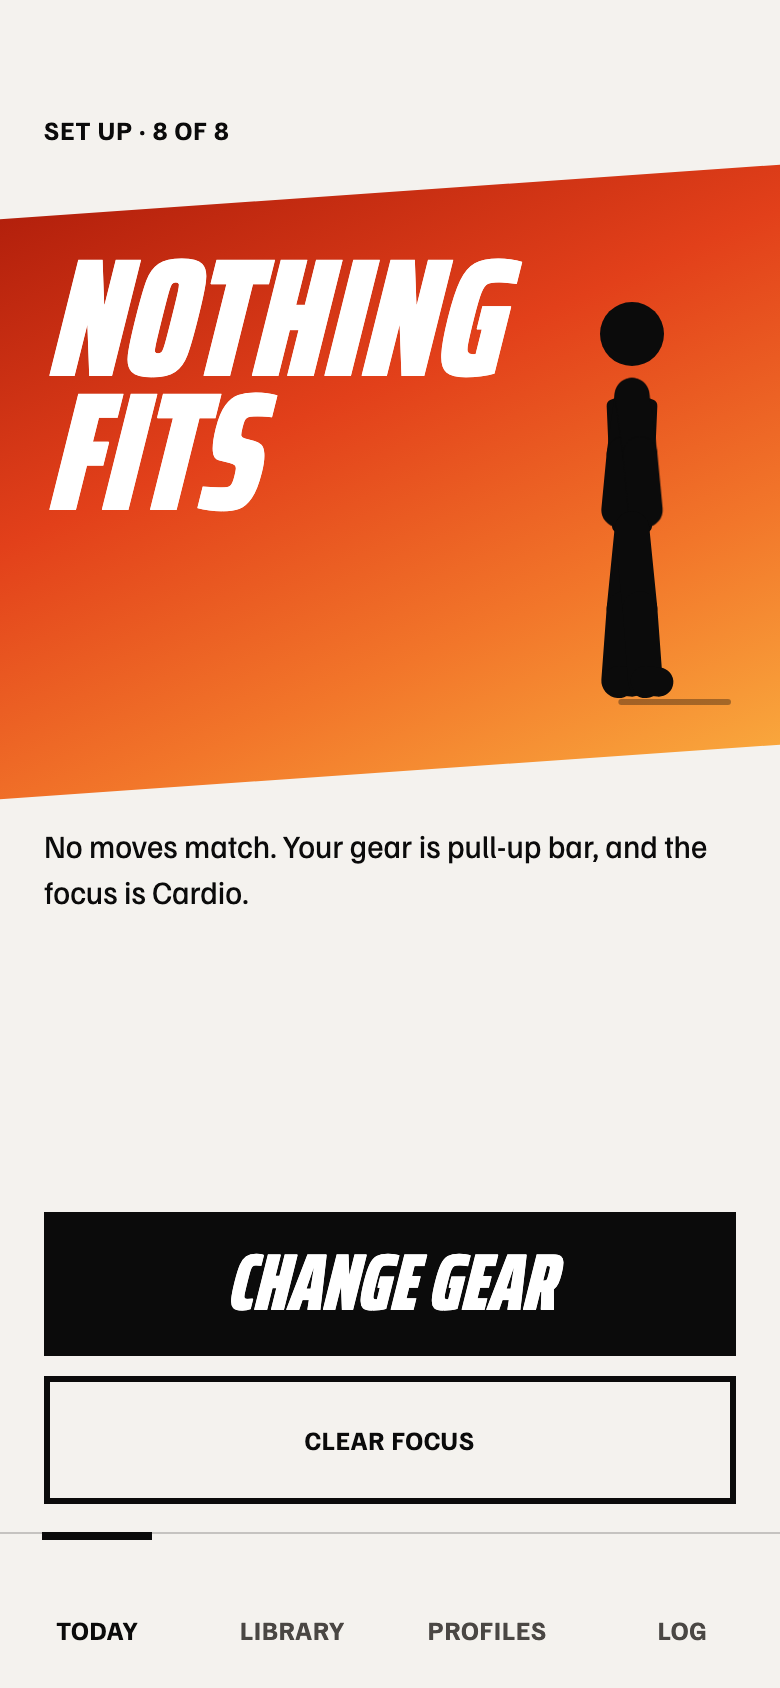 SET UP · 8 OF 8
NOTHING
FITS
No moves match. Your gear is pull-up bar, and the
focus is Cardio.
CHANGE GEAR
CLEAR FOCUS
TODAY LIBRARY PROFILES LOG